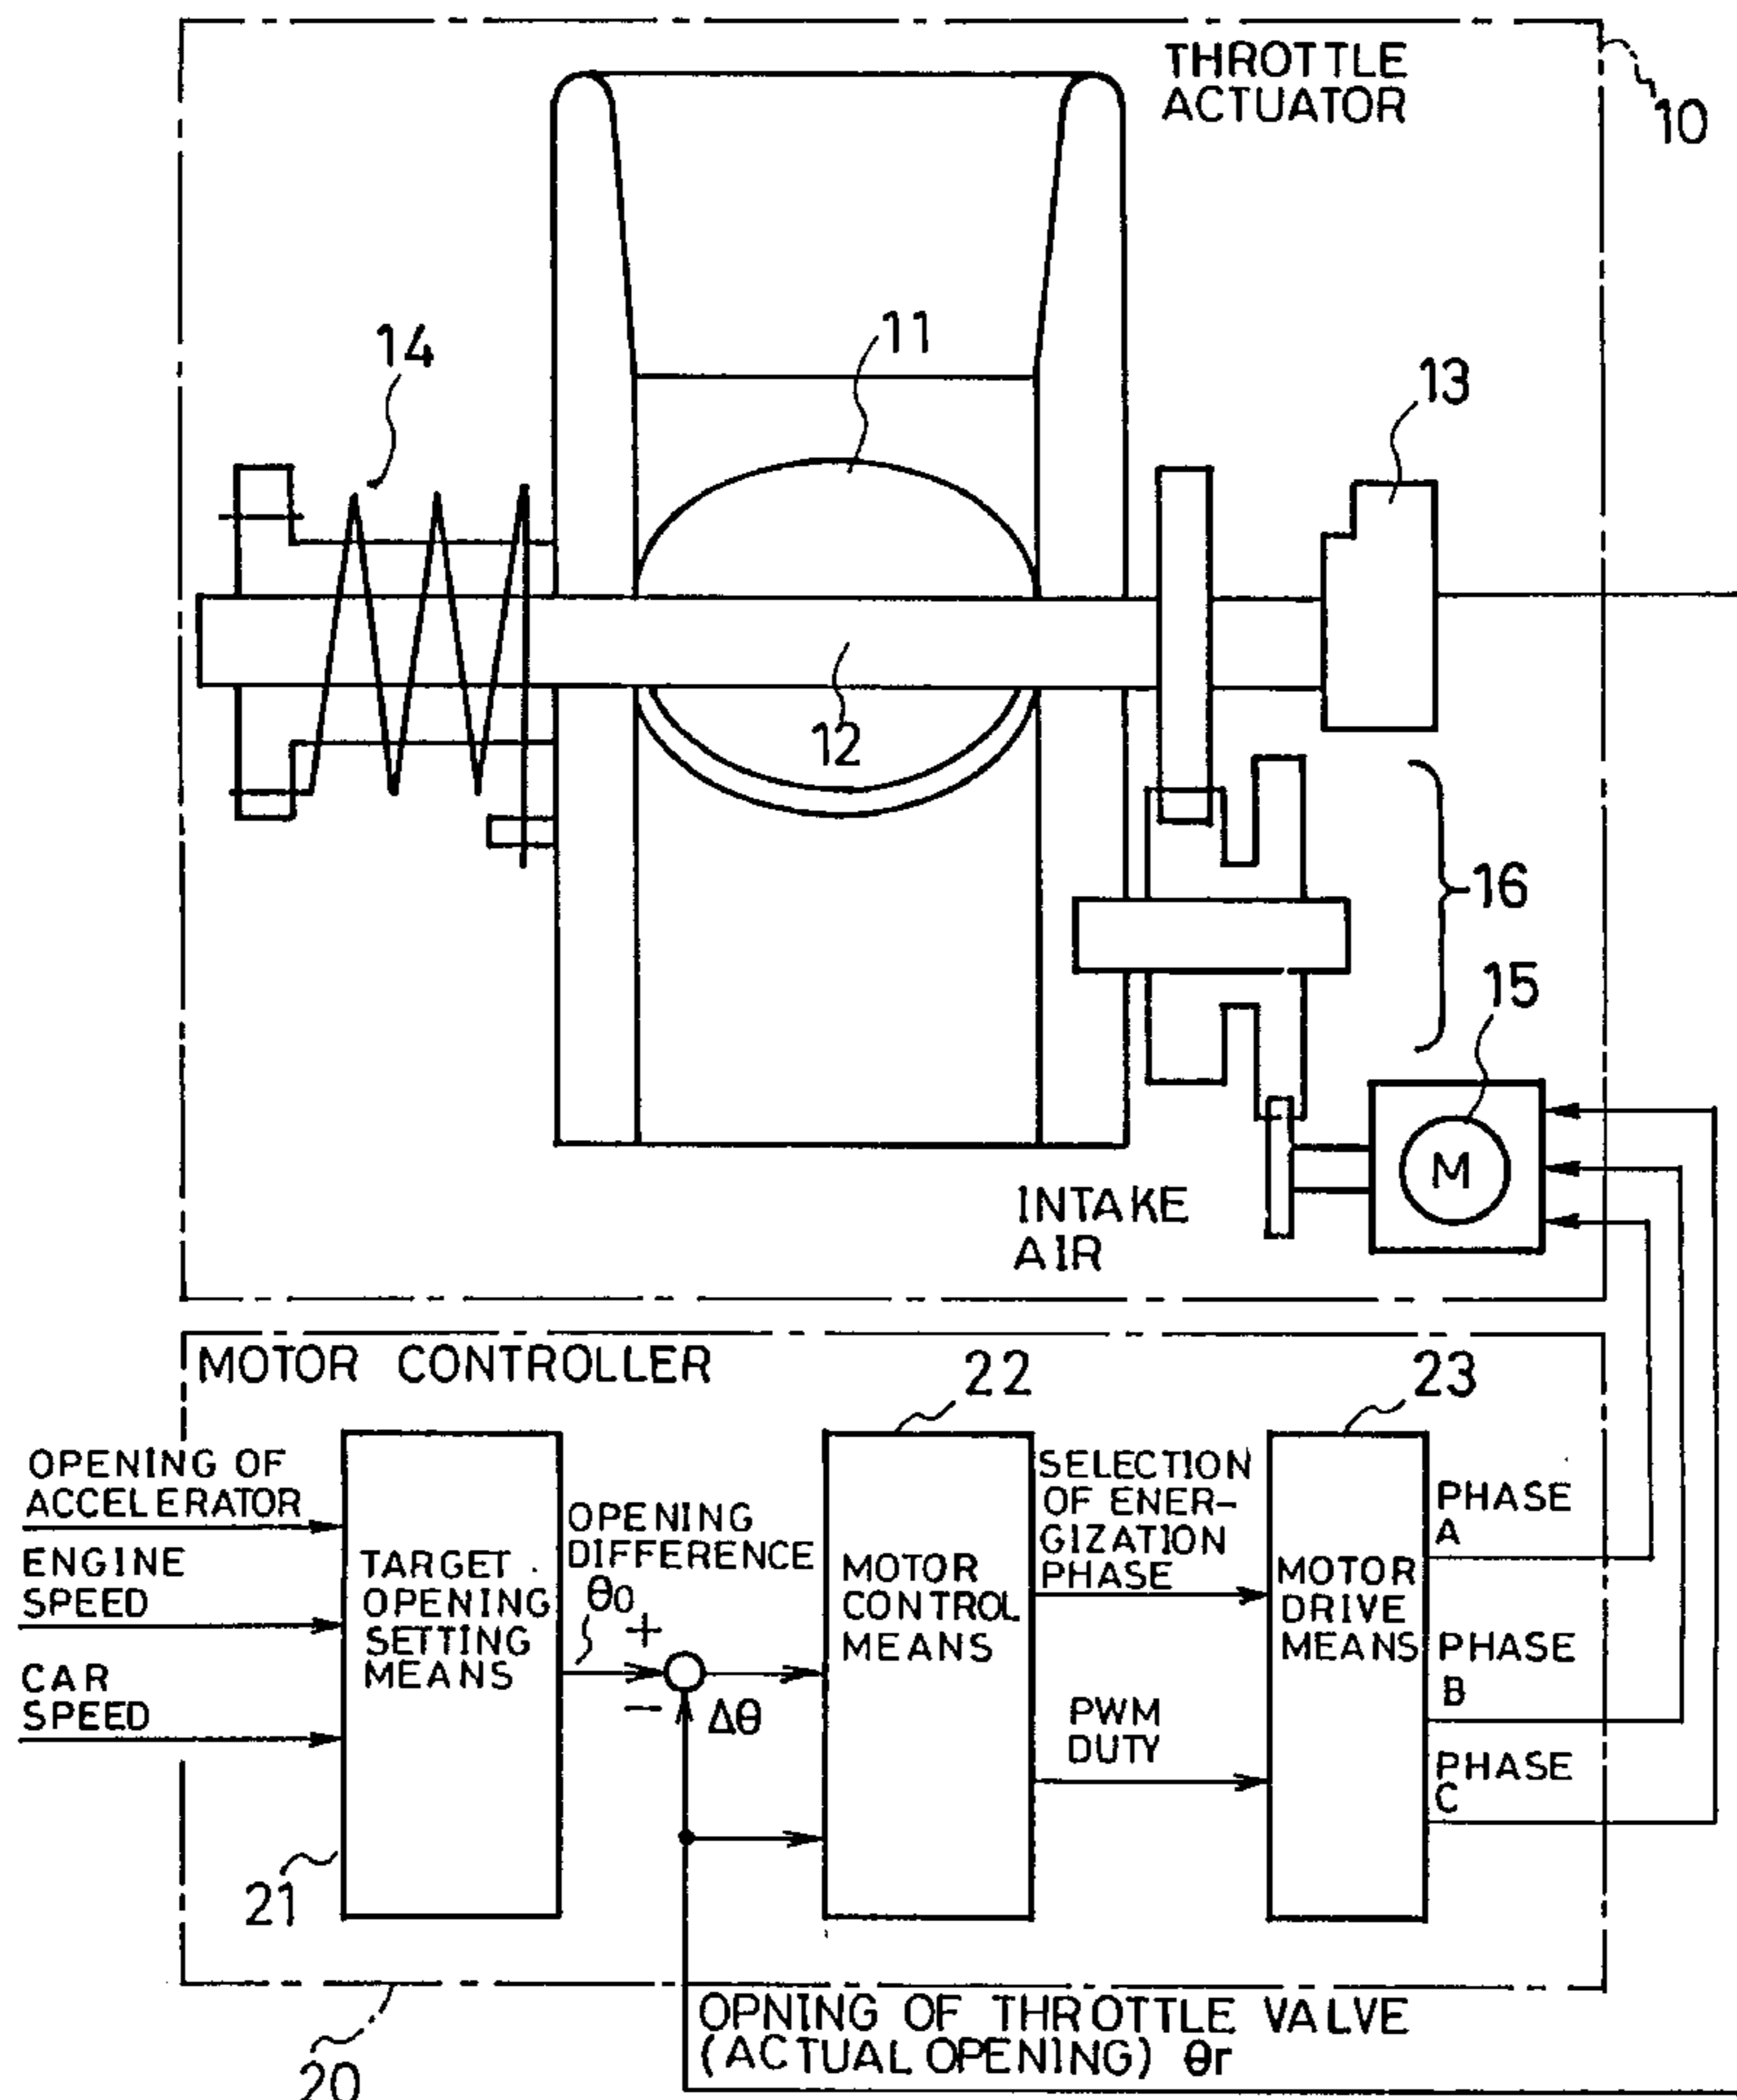 THROTTLE
ACTUATOR
10
14
11
13
12
16
15
M
INTAKE
AIR
MOTOR CONTROLLER
22
23
OPENING OF
ACCELERATOR
ENGINE
SPEED
CAR
SPEED
TARGET
OPENING
SETTING
MEANS
21
OPENING
DIFFERENCE
θ0
+
−
Δθ
MOTOR
CONTROL
MEANS
SELECTION
OF ENER-
GIZATION
PHASE
PWM
DUTY
MOTOR
DRIVE
MEANS
PHASE
A
PHASE
B
PHASE
C
20
OPNING OF THROTTLE VALVE
(ACTUAL OPENING) θr